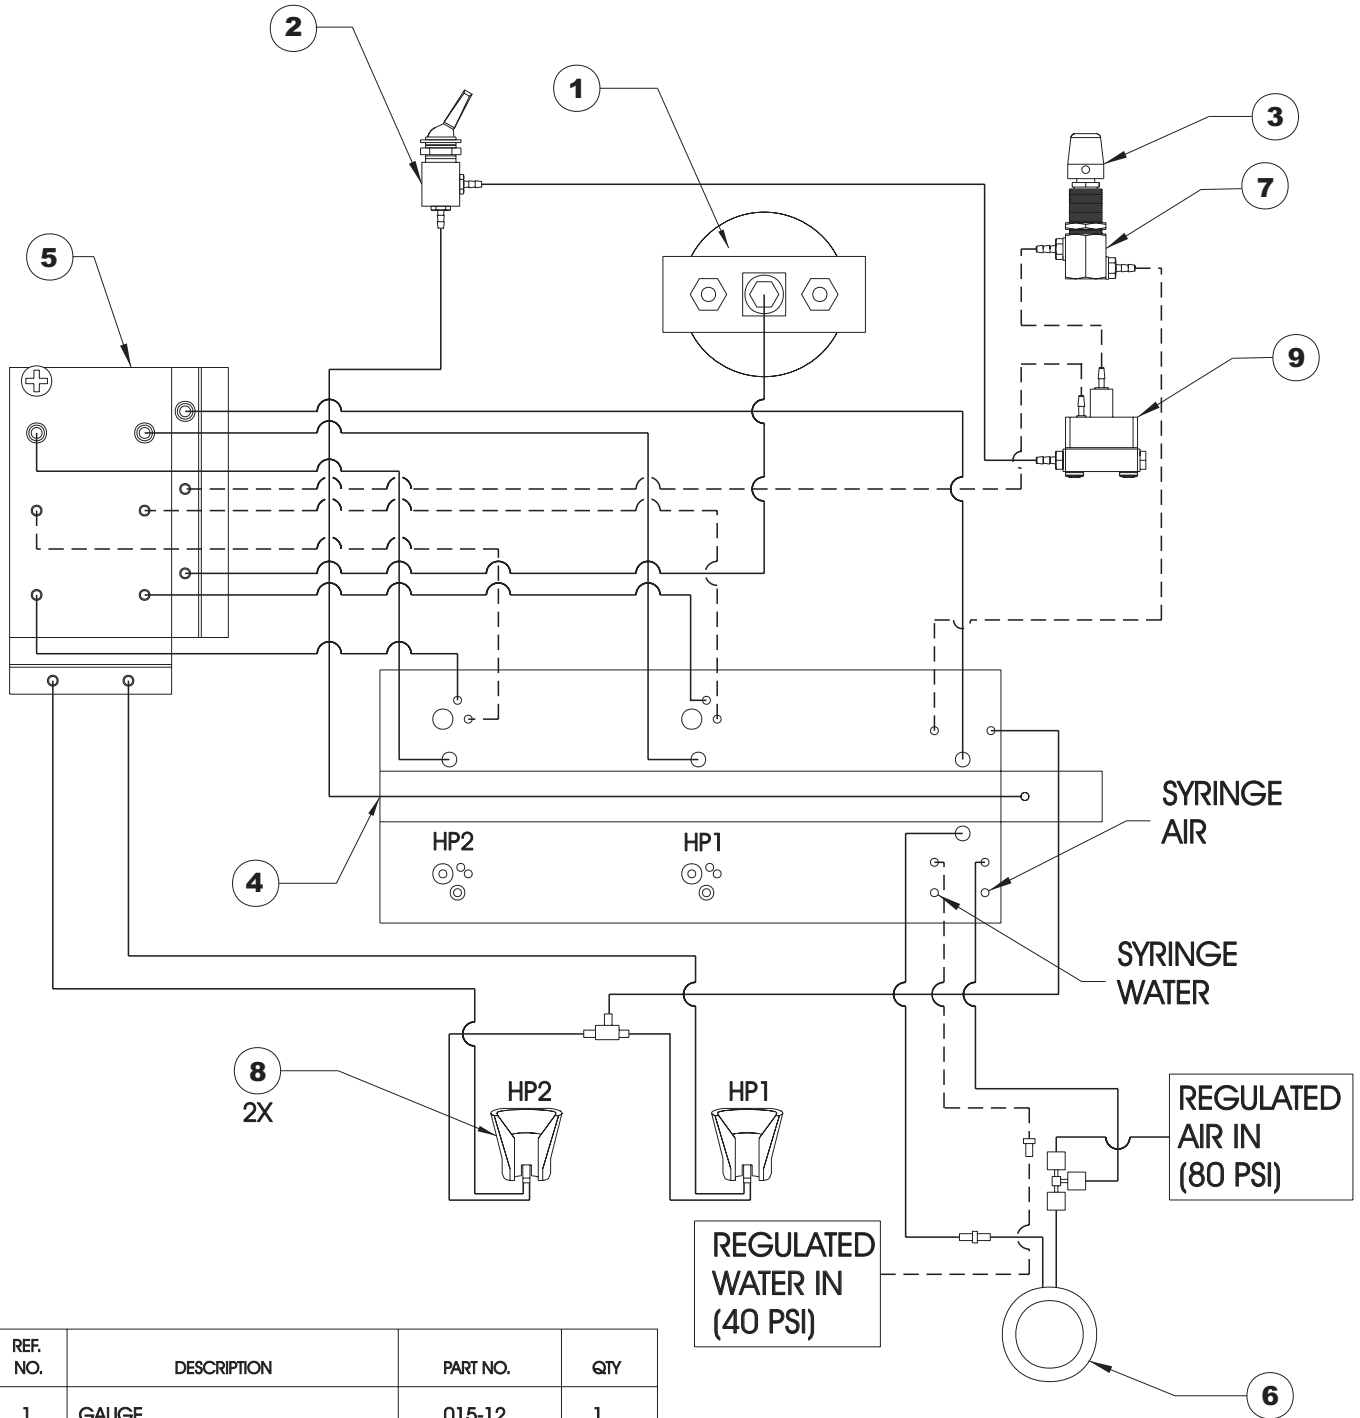 2
1
3
7
5
9
SYRINGE
AIR
HP2
HP1
4
SYRINGE
WATER
8
2X
HP2
HP1
REGULATED
AIR IN
(80 PSI)
REGULATED
WATER IN
(40 PSI)
6
REF.
NO.
DESCRIPTION
PART NO.
QTY
1
GAUGE
015-12
1